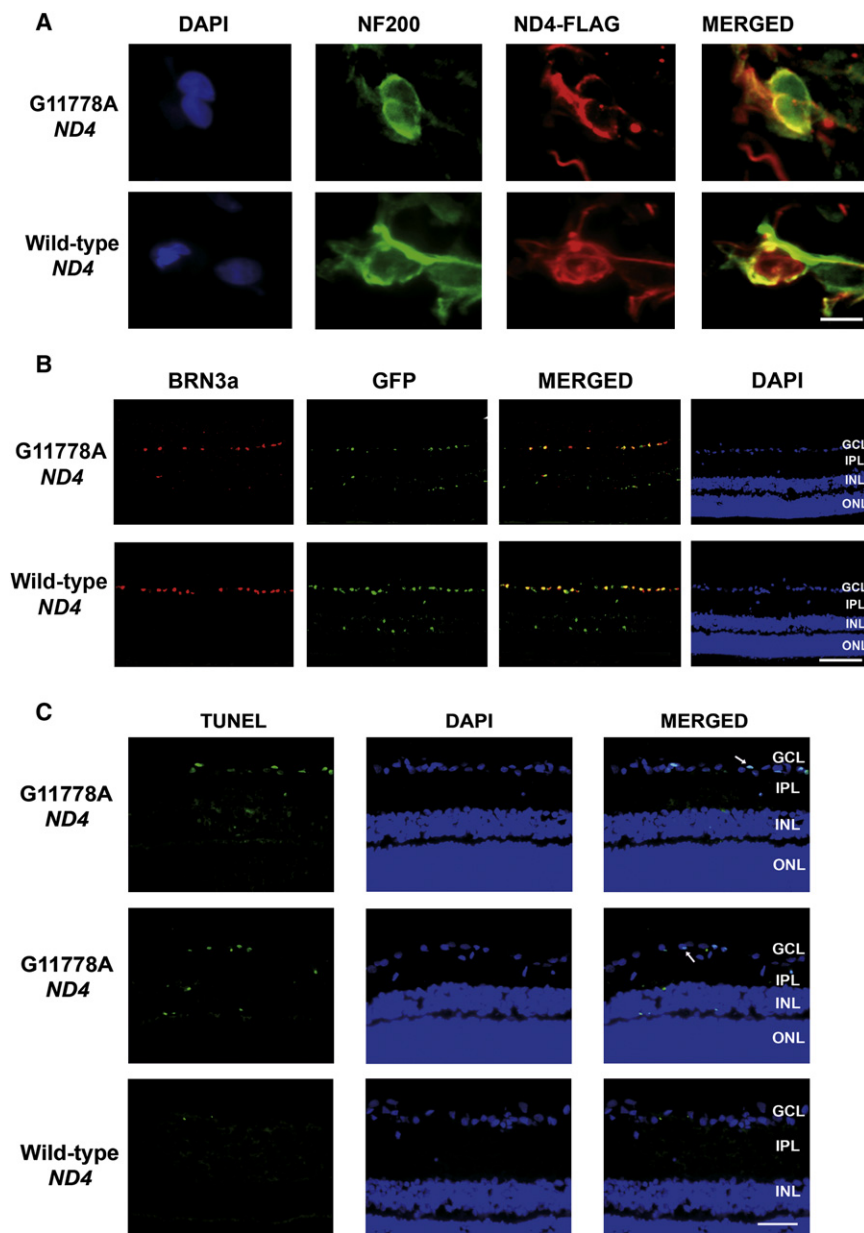 A
DAPI NF200 ND4-FLAG MERGED
G11778A
ND4
Wild-type
ND4
B
BRN3a GFP MERGED DAPI
G11778A
ND4
GCL
IPL
INL
ONL
Wild-type
ND4
GCL
IPL
INL
ONL
C
TUNEL DAPI MERGED
G11778A
ND4
GCL
IPL
INL
ONL
G11778A
ND4
GCL
IPL
INL
ONL
Wild-type
ND4
GCL
IPL
INL